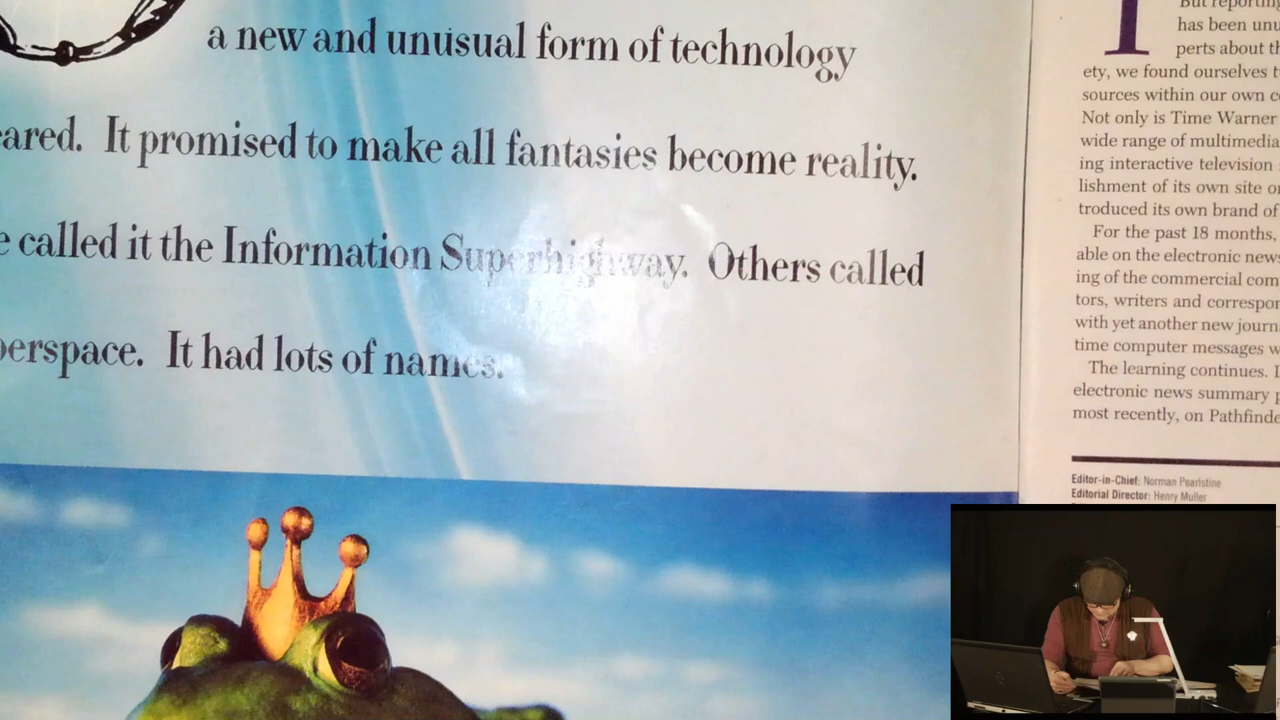 a new and unusual form of technology
ared. It promised to make all fantasies become reality.
e called it the Information Superhighway. Others called
erspace. It had lots of names.
But reporting
has been unu
perts about th
ety, we found ourselves t
sources within our own c
Not only is Time Warner
wide range of multimedia
ing interactive television
lishment of its own site o
troduced its own brand of
For the past 18 months,
able on the electronic news
ing of the commercial com
tors, writers and correspon
with yet another new journ
time computer messages w
The learning continues. I
electronic news summary p
most recently, on Pathfinde
Editor-in-Chief: Norman Pearlstine
Editorial Director: Henry Muller